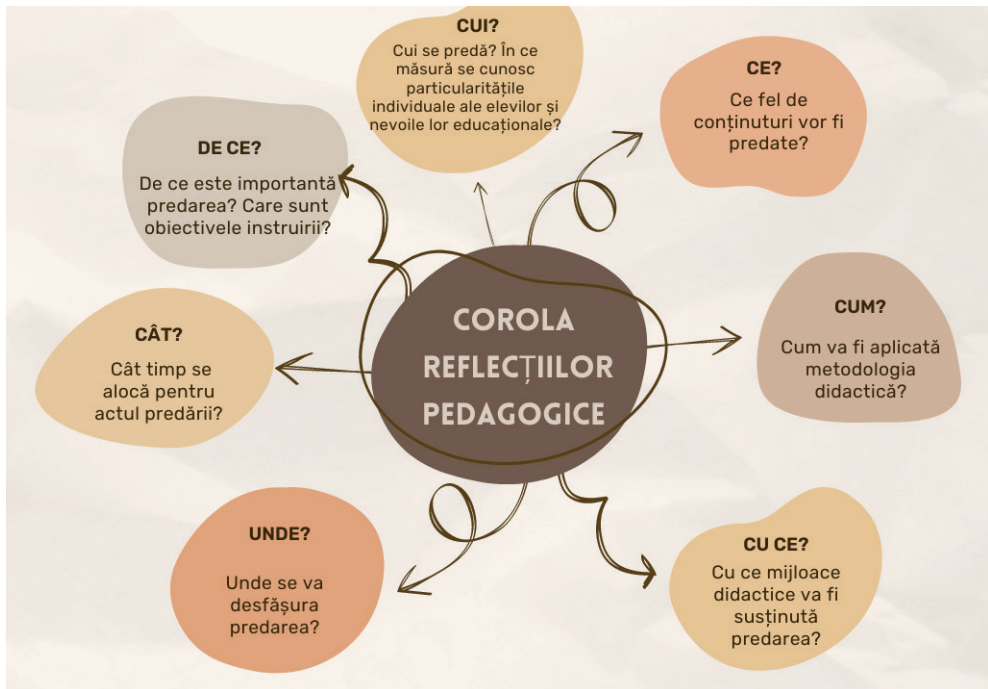 CUI?
Cui se predă? În ce
măsură se cunosc
particularitățile
individuale ale elevilor și
nevoile lor educaționale?
CE?
Ce fel de
conținuturi vor fi
predate?
DE CE?
De ce este importantă
predarea? Care sunt
obiectivele instruirii?
COROLA
REFLECȚIILOR
PEDAGOGICE
CUM?
Cum va fi aplicată
metodologia
didactică?
CÂT?
Cât timp se
alocă pentru
actul predării?
UNDE?
Unde se va
desfășura
predarea?
CU CE?
Cu ce mijloace
didactice va fi
susținută
predarea?